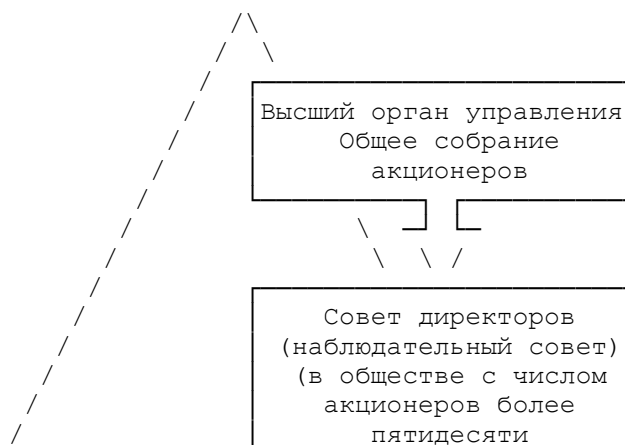 Высший орган управления
Общее собрание
акционеров
Совет директоров
(наблюдательный совет)
(в обществе с числом
акционеров более
пятидесяти